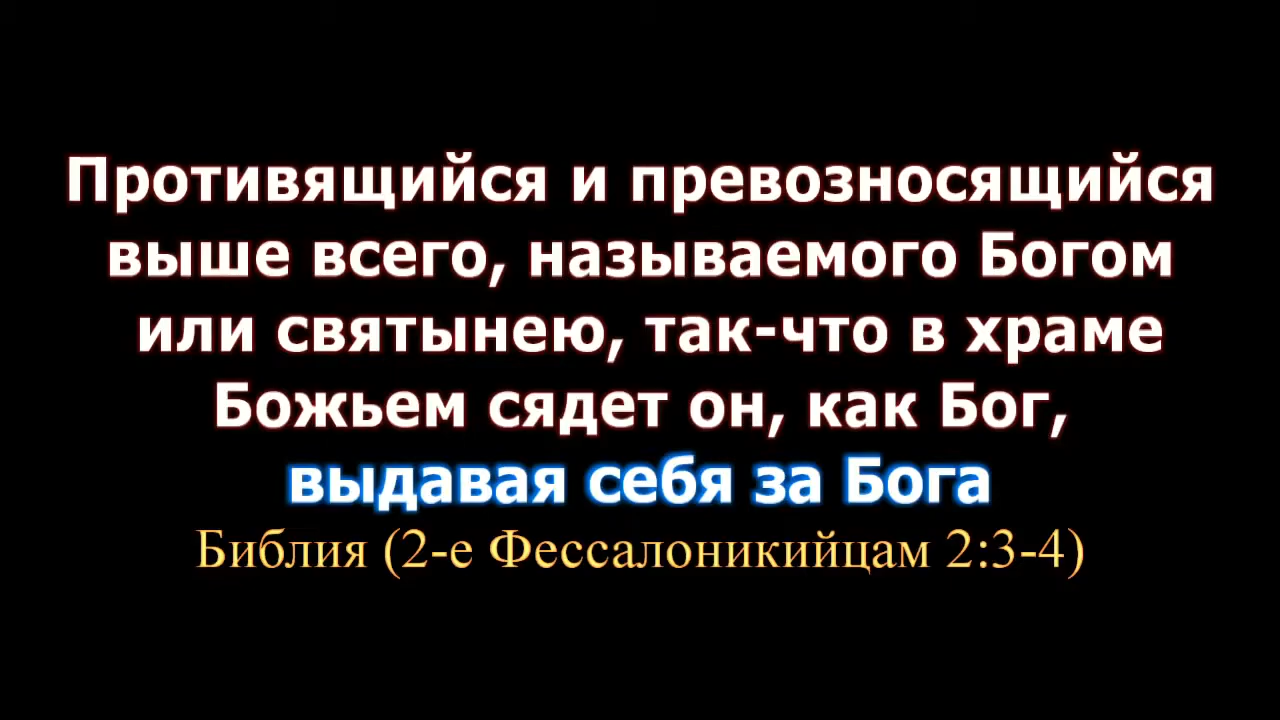 Противящийся и превозносящийся
выше всего, называемого Богом
или святынею, так-что в храме
Божьем сядет он, как Бог,
выдавая себя за Бога
Библия (2-е Фессалоникийцам 2:3-4)